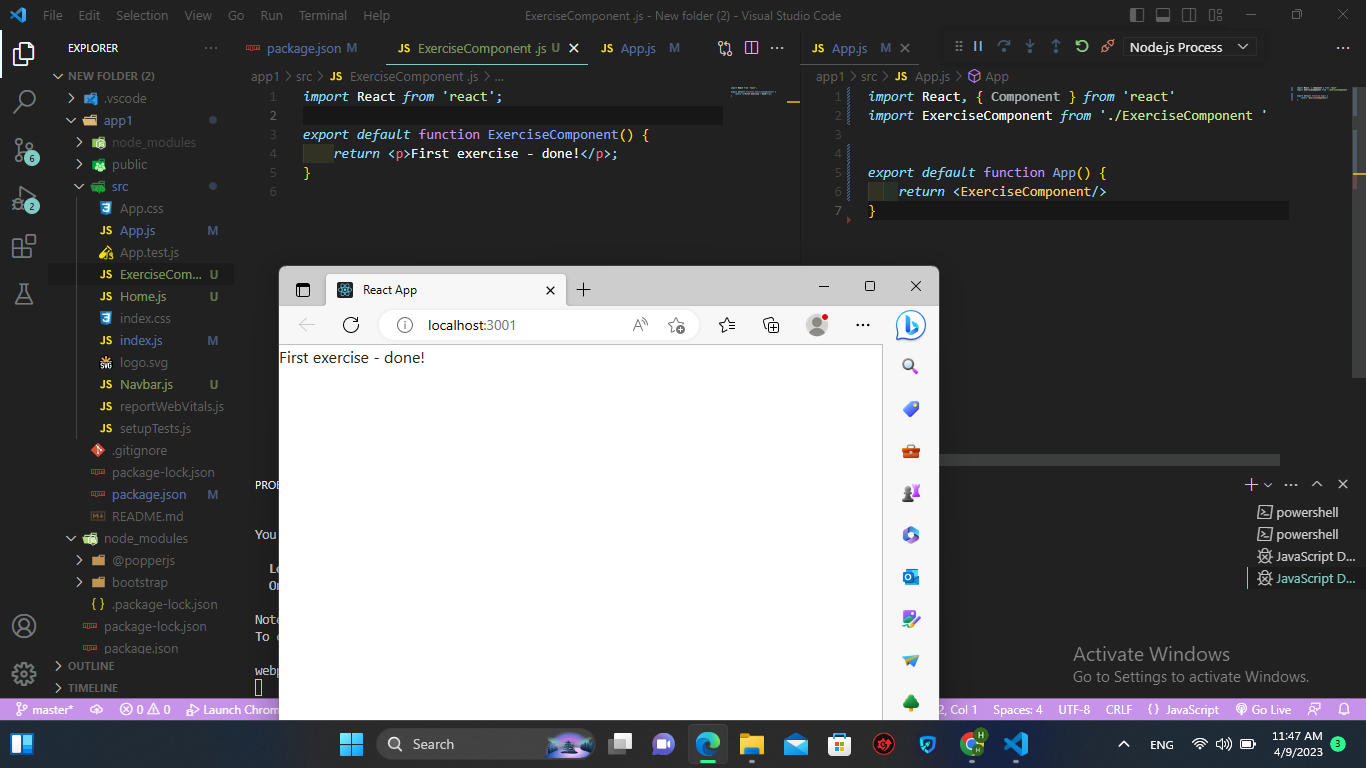 File Edit Selection View Go Run Terminal Help ExerciseComponent .js - New folder (2) - Visual Studio Code
EXPLORER
NEW FOLDER (2)
.vscode
app1
node_modules
public
src
App.css
App.js M
App.test.js
ExerciseCom... U
Home.js U
index.css
index.js M
logo.svg
Navbar.js U
reportWebVitals.js
setupTests.js
.gitignore
package-lock.json
package.json M
README.md
node_modules
@popperjs
bootstrap
.package-lock.json
package-lock.json
package.json
OUTLINE
TIMELINE
6
2
package.json M JS ExerciseComponent .js U JS App.js M
app1 > src > JS ExerciseComponent .js > ...
1 import React from 'react';
2
3 export default function ExerciseComponent() {
4 return <p>First exercise - done!</p>;
5 }
6
JS App.js M
Node.js Process
app1 > src > JS App.js > App
1 import React, { Component } from 'react'
2 import ExerciseComponent from './ExerciseComponent '
3
4
5 export default function App() {
6 return <ExerciseComponent/>
7 }
React App
localhost:3001
First exercise - done!
PROB
You
Lo
On
Note
To c
webp
powershell
powershell
JavaScript D...
JavaScript D...
Activate Windows
Go to Settings to activate Windows.
master* 0 0 Launch Chrom
2, Col 1 Spaces: 4 UTF-8 CRLF { } JavaScript Go Live
Search
ENG
11:47 AM
4/9/2023
3